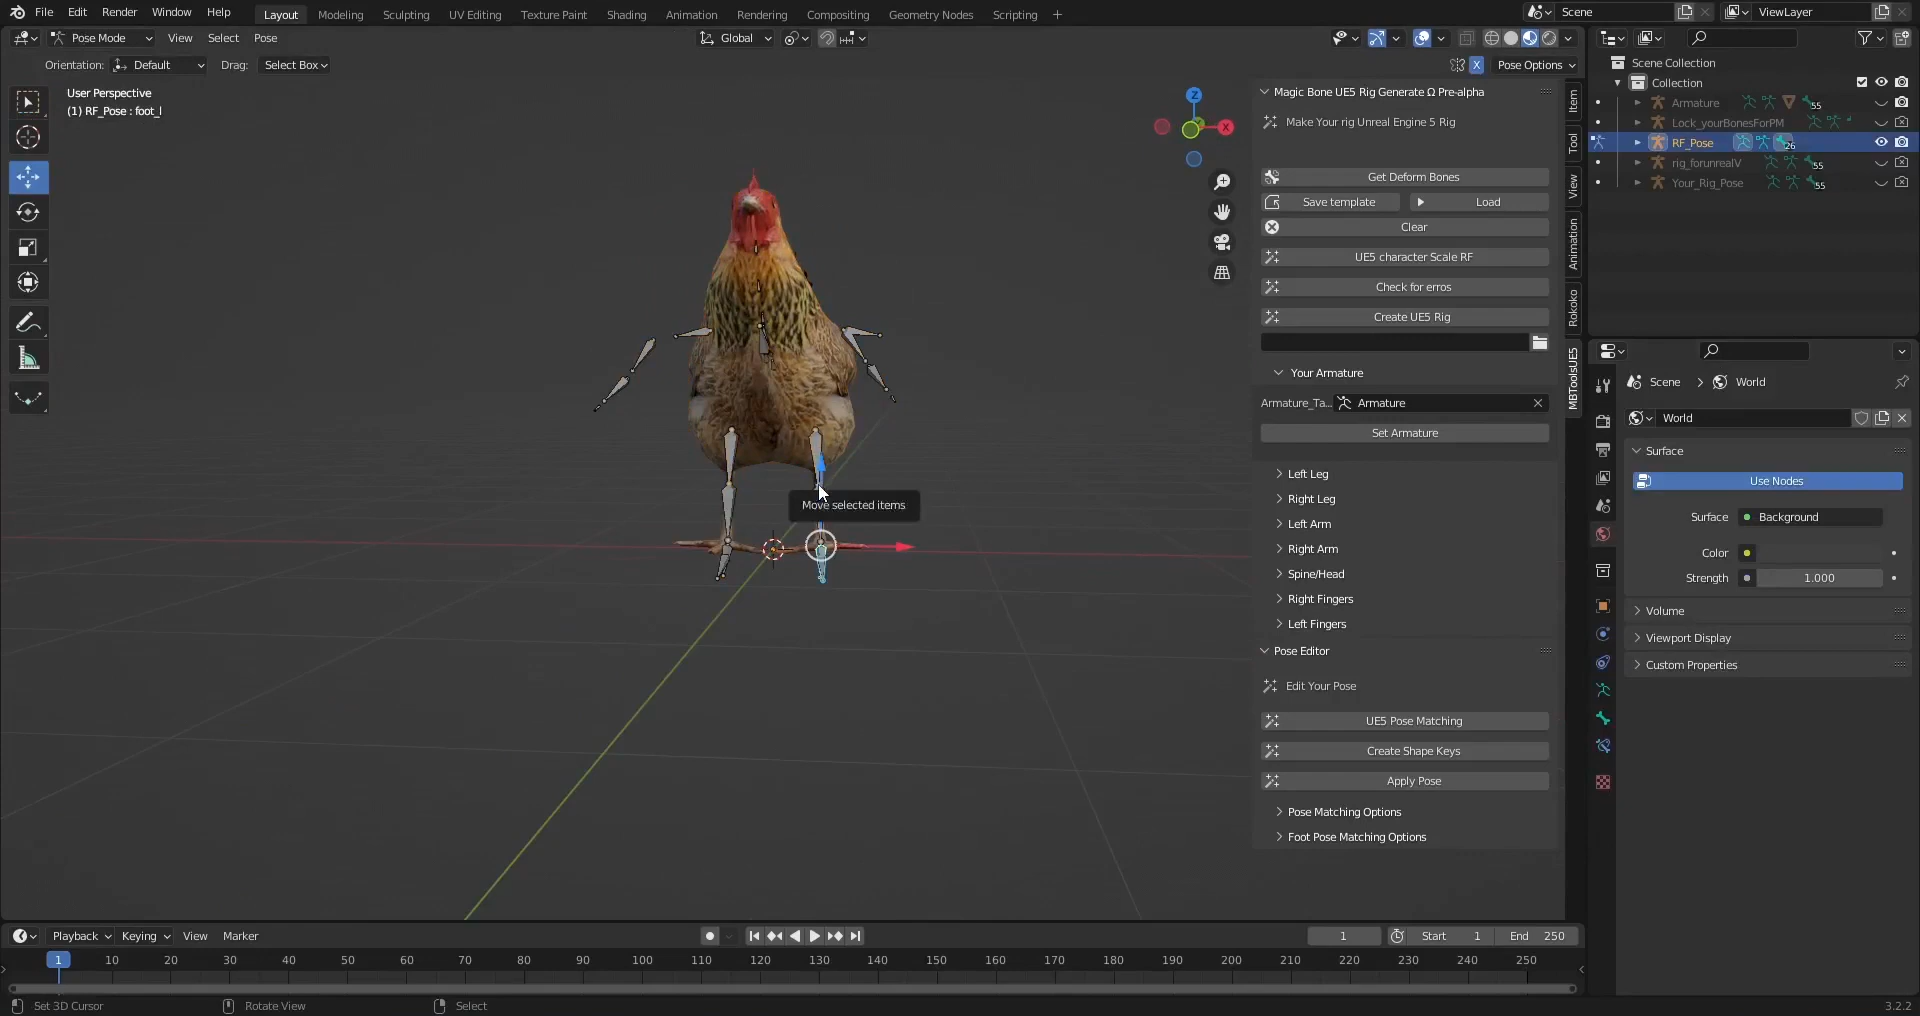 File Edit Render Window Help
Layout Modeling Sculpting UV Editing Texture Paint Shading Animation Rendering Compositing Geometry Nodes Scripting +
Scene
ViewLayer
Pose Mode View Select Pose
Global
Orientation: Default Drag: Select Box
X Pose Options
User Perspective
(1) RF_Pose : foot_l
Z
X
Move selected items
Magic Bone UE5 Rig Generate Ω Pre-alpha
Make Your rig Unreal Engine 5 Rig
Get Deform Bones
Save template Load
Clear
UE5 character Scale RF
Check for erros
Create UE5 Rig
Your Armature
Armature_Ta... Armature
Set Armature
Left Leg
Right Leg
Left Arm
Right Arm
Spine/Head
Right Fingers
Left Fingers
Pose Editor
Edit Your Pose
UE5 Pose Matching
Create Shape Keys
Apply Pose
Pose Matching Options
Foot Pose Matching Options
Item
Tool
View
Animation
Rokoko
MBToolsUE5
Scene Collection
Collection
Armature 55
Lock_yourBonesForPM
RF_Pose 26
rig_forunrealV 55
Your_Rig_Pose 55
Scene > World
World
Surface
Use Nodes
Surface Background
Color
Strength 1.000
Volume
Viewport Display
Custom Properties
Playback Keying View Marker
1 Start 1 End 250
1 10 20 30 40 50 60 70 80 90 100 110 120 130 140 150 160 170 180 190 200 210 220 230 240 250
Set 3D Cursor Rotate View Select 3.2.2